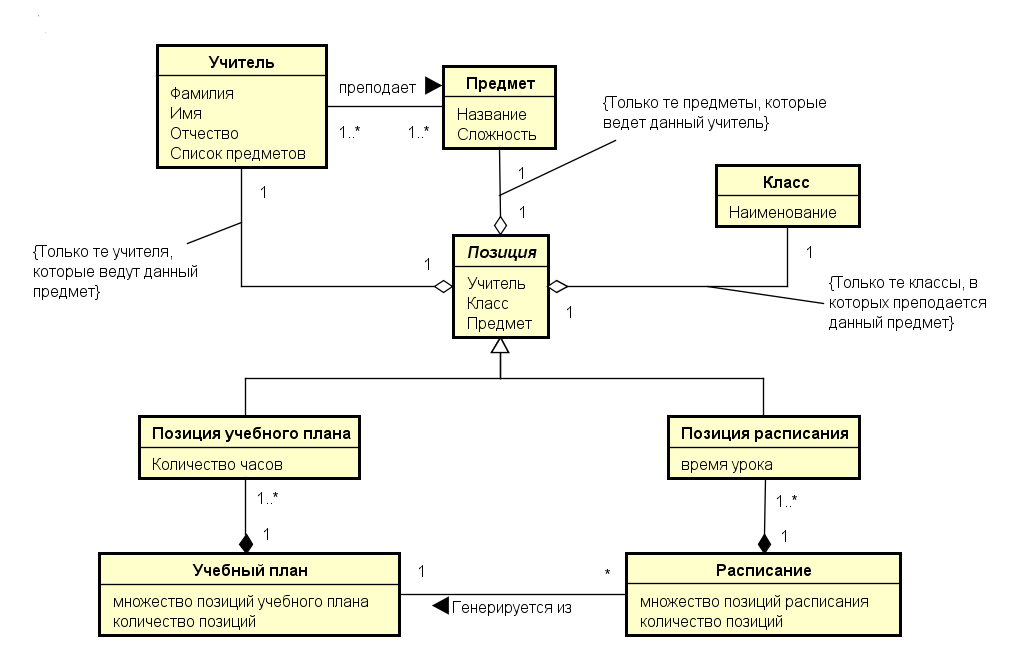 Учитель
Фамилия
Имя
Отчество
Список предметов
преподает
1..*
1..*
Предмет
Название
Сложность
{Только те предметы, которые
ведет данный учитель}
Класс
Наименование
1
1
1
1
1
1
{Только те учителя,
которые ведут данный
предмет}
Позиция
Учитель
Класс
Предмет
{Только те классы, в
которых преподается
данный предмет}
Позиция учебного плана
Количество часов
Позиция расписания
время урока
1..*
1
1..*
1
Учебный план
множество позиций учебного плана
количество позиций
1
*
Генерируется из
Расписание
множество позиций расписания
количество позиций